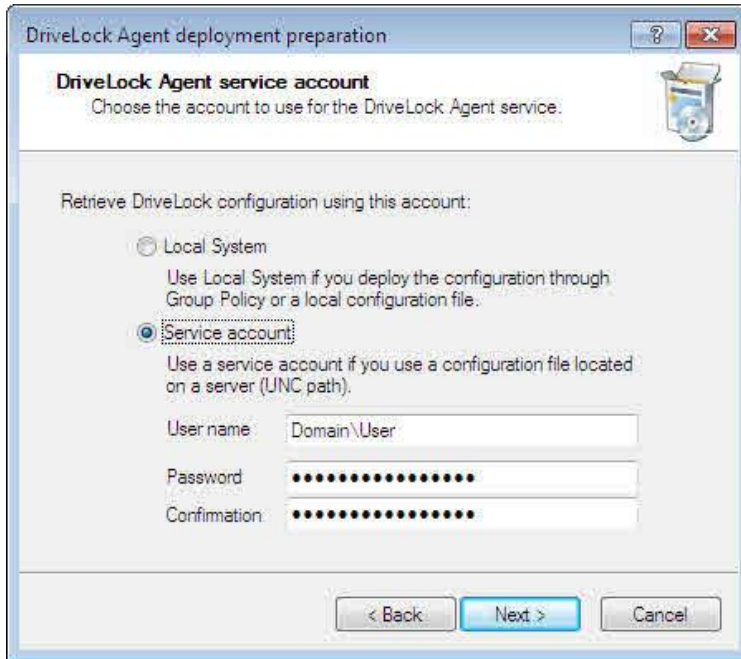 DriveLock Agent deployment preparation
?
DriveLock Agent service account
Choose the account to use for the DriveLock Agent service.
Retrieve DriveLock configuration using this account:
Local System
Use Local System if you deploy the configuration through
Group Policy or a local configuration file.
Service account
Use a service account if you use a configuration file located
on a server (UNC path).
User name Domain\User
Password ••••••••••••••••
Confirmation ••••••••••••••••
< Back Next > Cancel